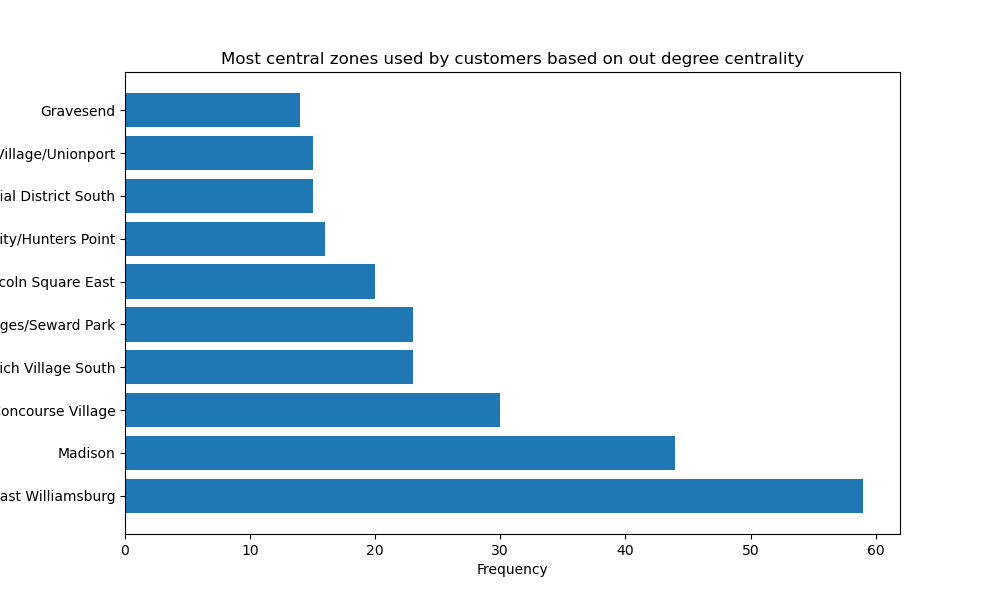 Most central zones used by customers based on out degree centrality
Gravesend
Village/Unionport
ial District South
ity/Hunters Point
coln Square East
ges/Seward Park
ich Village South
Concourse Village
Madison
ast Williamsburg
0 10 20 30 40 50 60
Frequency